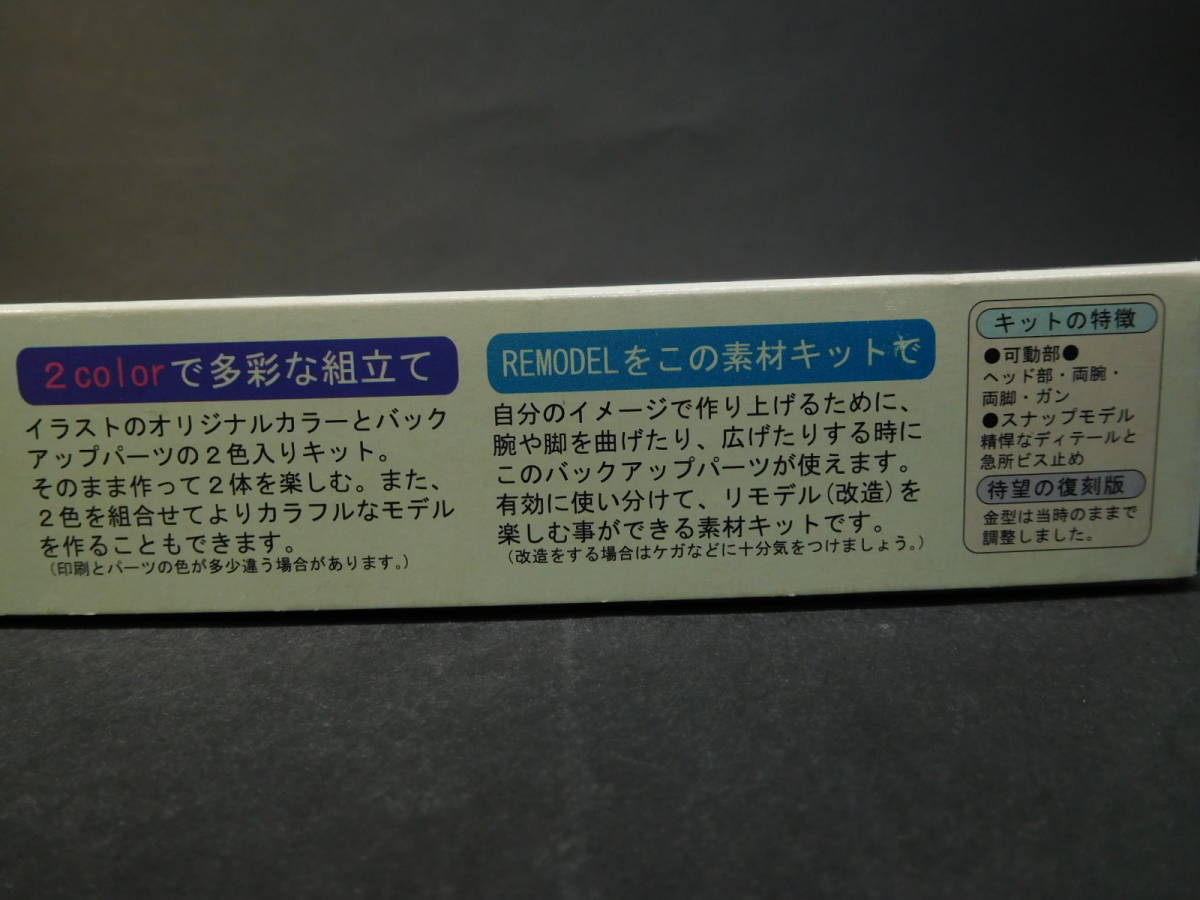 2colorで多彩な組立て
イラストのオリジナルカラーとバック
アップパーツの2色入りキット。
そのまま作って2体を楽しむ。また、
2色を組合せてよりカラフルなモデル
を作ることもできます。
(印刷とパーツの色が多少違う場合があります。)
REMODELをこの素材キットで
自分のイメージで作り上げるために、
腕や脚を曲げたり、広げたりする時に
このバックアップパーツが使えます。
有効に使い分けて、リモデル(改造)を
楽しむ事ができる素材キットです。
(改造をする場合はケガなどに十分気をつけましょう。)
キットの特徴
●可動部●
ヘッド部・両腕・
両脚・ガン
●スナップモデル
精悍なディテールと
急所ビス止め
待望の復刻版
金型は当時のままで
調整しました。